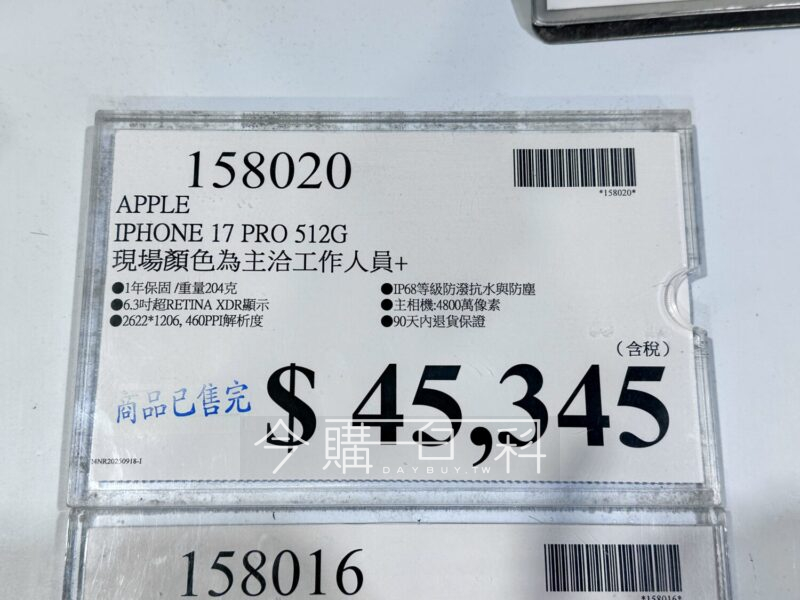 158020
*158020*
APPLE
IPHONE 17 PRO 512G
現場顏色為主洽工作人員+
●1年保固 /重量204克
●6.3吋超RETINA XDR顯示
●2622*1206, 460PPI解析度
●IP68等級防潑抗水與防塵
●主相機:4800萬像素
●90天內退貨保證
(含稅)
商品已售完
$ 45,345
今購百科
DAYBUY.TW
158016
*158016*